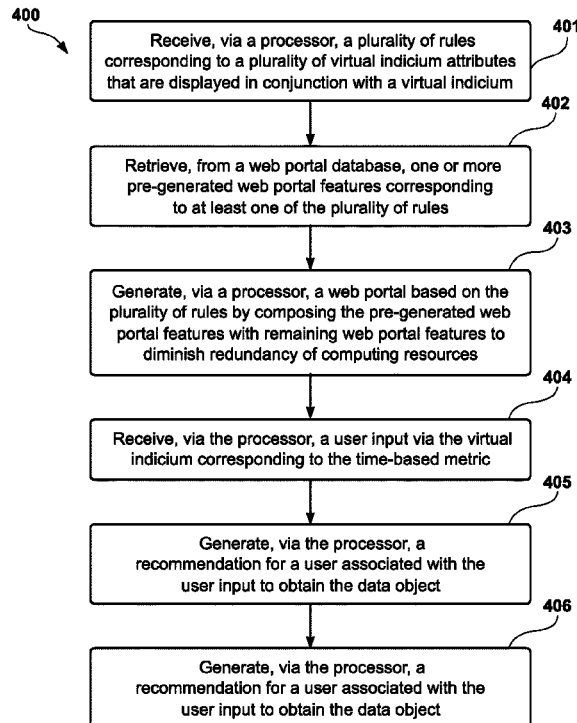 400
401
Receive, via a processor, a plurality of rules
corresponding to a plurality of virtual indicium attributes
that are displayed in conjunction with a virtual indicium
402
Retrieve, from a web portal database, one or more
pre-generated web portal features corresponding
to at least one of the plurality of rules
403
Generate, via a processor, a web portal based on the
plurality of rules by composing the pre-generated web
portal features with remaining web portal features to
diminish redundancy of computing resources
404
Receive, via the processor, a user input via the virtual
indicium corresponding to the time-based metric
405
Generate, via the processor, a
recommendation for a user associated with the
user input to obtain the data object
406
Generate, via the processor, a
recommendation for a user associated with the
user input to obtain the data object